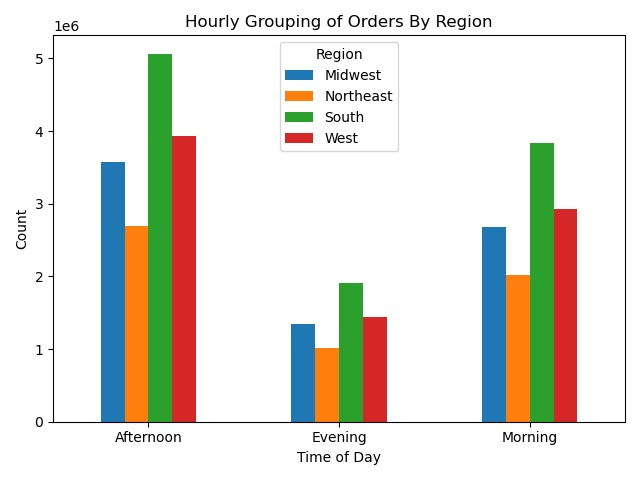 Hourly Grouping of Orders By Region
1e6
Region
Midwest
Northeast
South
West
5
4
3
2
1
0
Count
Afternoon
Evening
Morning
Time of Day